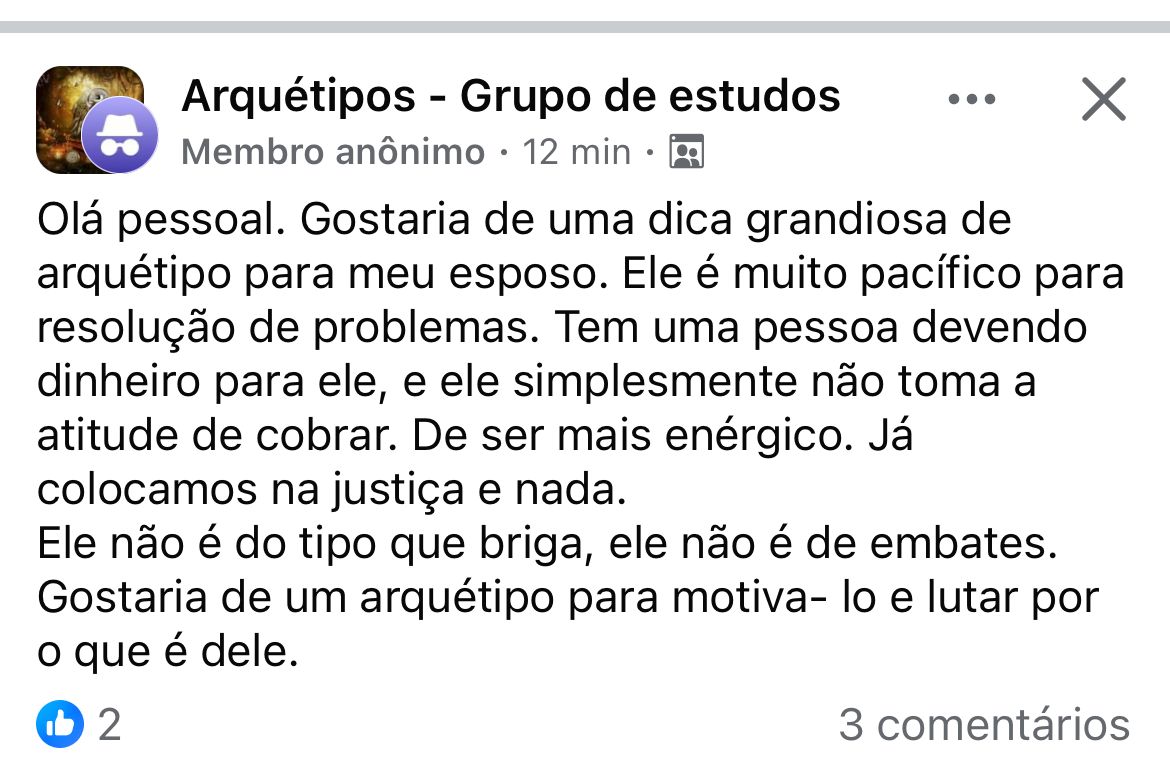 Arquétipos - Grupo de estudos
Membro anônimo · 12 min ·
Olá pessoal. Gostaria de uma dica grandiosa de
arquétipo para meu esposo. Ele é muito pacífico para
resolução de problemas. Tem uma pessoa devendo
dinheiro para ele, e ele simplesmente não toma a
atitude de cobrar. De ser mais enérgico. Já
colocamos na justiça e nada.
Ele não é do tipo que briga, ele não é de embates.
Gostaria de um arquétipo para motiva- lo e lutar por
o que é dele.
2
3 comentários